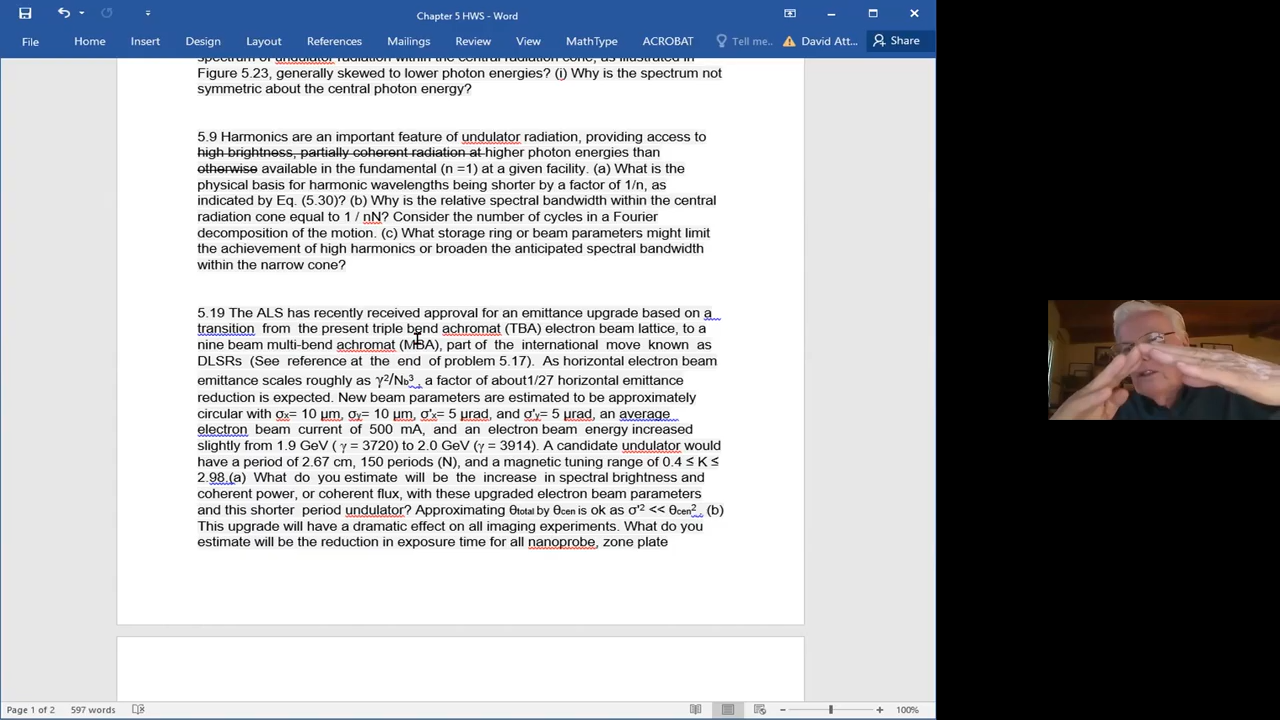 Chapter 5 HWS - Word
File Home Insert Design Layout References Mailings Review View MathType ACROBAT Tell me... David Att... Share
spectrum of undulator radiation within the central radiation cone, as illustrated in
Figure 5.23, generally skewed to lower photon energies? (i) Why is the spectrum not
symmetric about the central photon energy?
5.9 Harmonics are an important feature of undulator radiation, providing access to
high brightness, partially coherent radiation at higher photon energies than
otherwise available in the fundamental (n =1) at a given facility. (a) What is the
physical basis for harmonic wavelengths being shorter by a factor of 1/n, as
indicated by Eq. (5.30)? (b) Why is the relative spectral bandwidth within the central
radiation cone equal to 1 / nN? Consider the number of cycles in a Fourier
decomposition of the motion. (c) What storage ring or beam parameters might limit
the achievement of high harmonics or broaden the anticipated spectral bandwidth
within the narrow cone?
5.19 The ALS has recently received approval for an emittance upgrade based on a
transition from the present triple bend achromat (TBA) electron beam lattice, to a
nine beam multi-bend achromat (MBA), part of the international move known as
DLSRs (See reference at the end of problem 5.17). As horizontal electron beam
emittance scales roughly as γ²/Nb³ , a factor of about1/27 horizontal emittance
reduction is expected. New beam parameters are estimated to be approximately
circular with σx= 10 μm, σy= 10 μm, σ'x= 5 μrad, and σ'y= 5 μrad, an average
electron beam current of 500 mA, and an electron beam energy increased
slightly from 1.9 GeV ( γ = 3720) to 2.0 GeV (γ = 3914). A candidate undulator would
have a period of 2.67 cm, 150 periods (N), and a magnetic tuning range of 0.4 ≤ K ≤
2.98.(a) What do you estimate will be the increase in spectral brightness and
coherent power, or coherent flux, with these upgraded electron beam parameters
and this shorter period undulator? Approximating θtotal by θcen is ok as σ'² << θcen² . (b)
This upgrade will have a dramatic effect on all imaging experiments. What do you
estimate will be the reduction in exposure time for all nanoprobe, zone plate
Page 1 of 2 597 words 100%